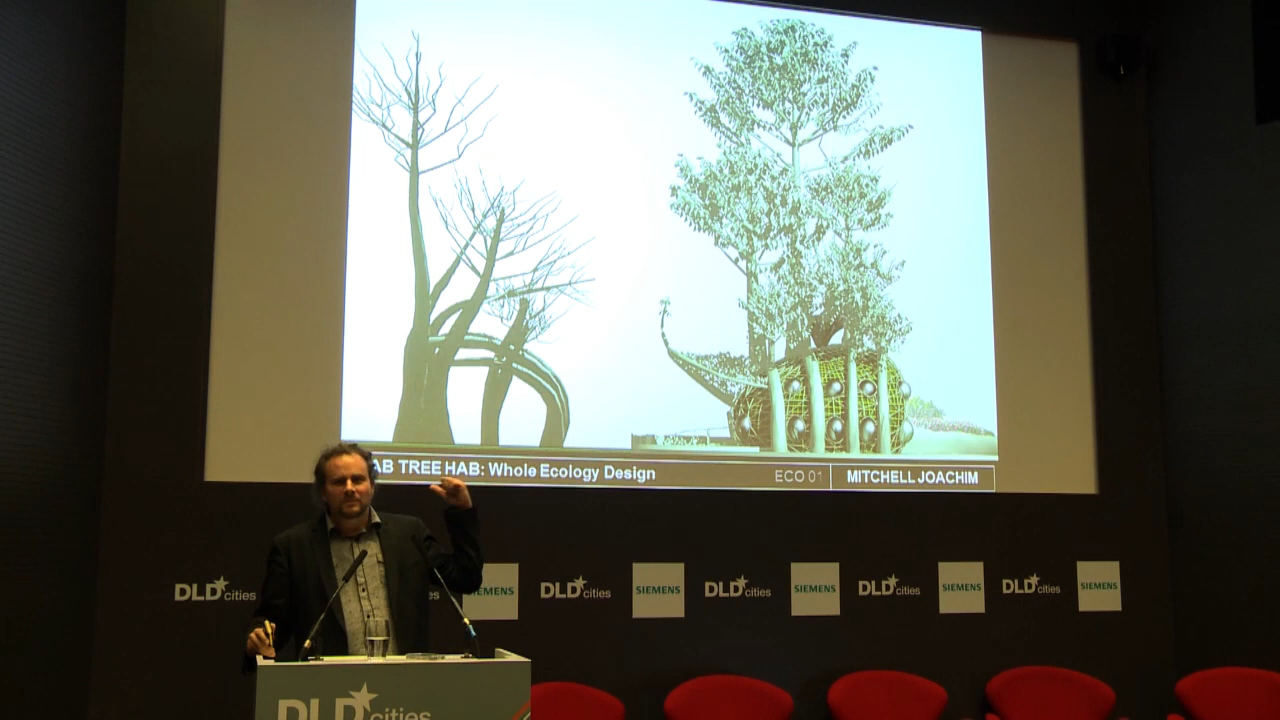 AB TREE HAB: Whole Ecology Design
ECO 01
MITCHELL JOACHIM
DLD cities
es
SIEMENS
DLD cities
SIEMENS
DLD cities
SIEMENS
DLD cities
SIEMENS
DLD cities
SIEMENS
DLD cities